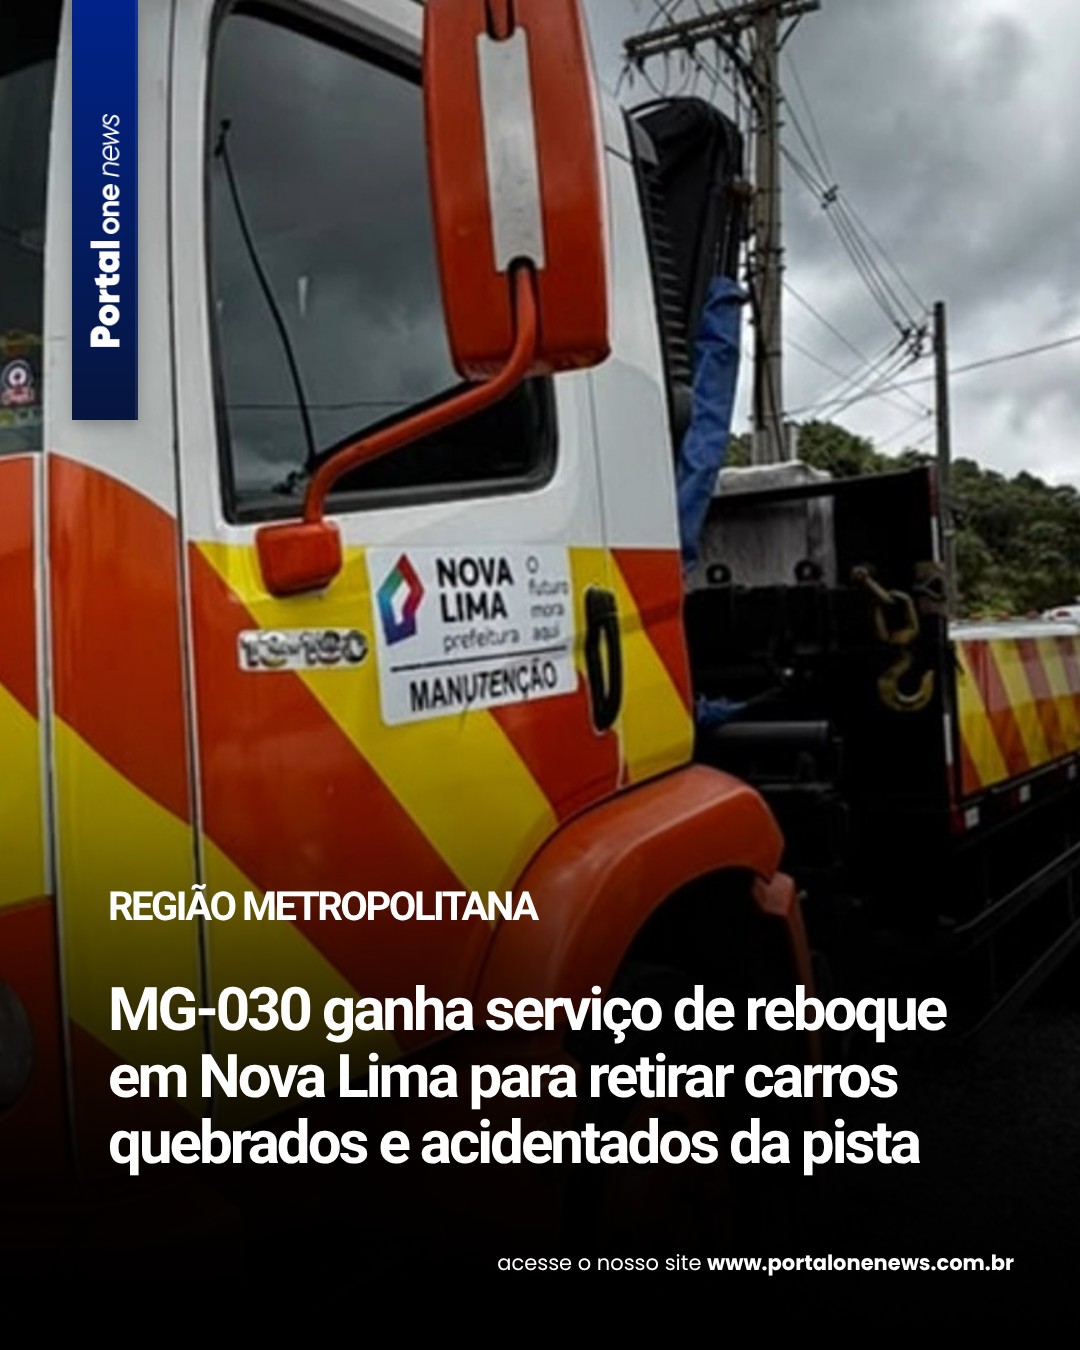 Portal one news
NOVA
LIMA
prefeitura
O
futuro
mora
aqui
MANUTENÇÃO
REGIÃO METROPOLITANA
MG-030 ganha serviço de reboque
em Nova Lima para retirar carros
quebrados e acidentados da pista
acesse o nosso site www.portalonenews.com.br